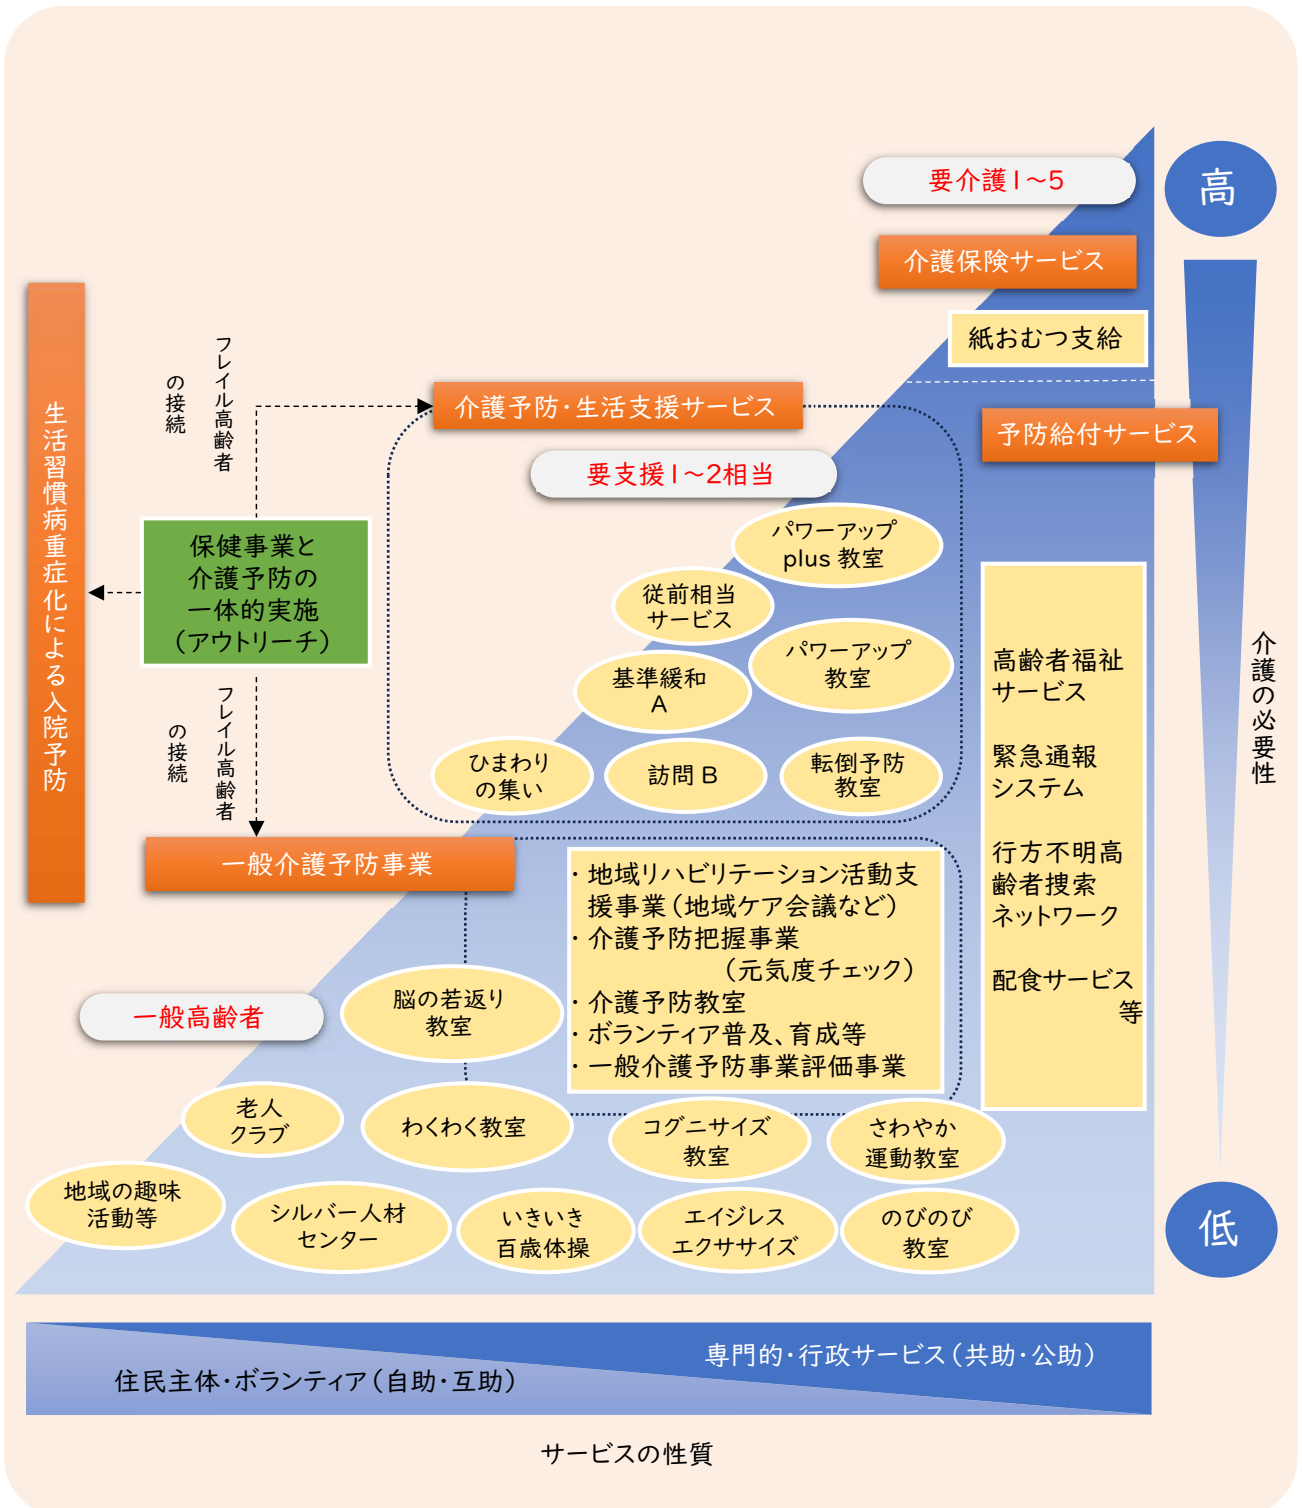 要介護1～5
高
介護保険サービス
紙おむつ支給
フレイル高齢者
の接続
介護予防・生活支援サービス
予防給付サービス
要支援1～2相当
生活習慣病重症化による入院予防
保健事業と
介護予防の
一体的実施
（アウトリーチ）
パワーアップ
plus 教室
従前相当
サービス
パワーアップ
教室
基準緩和
A
ひまわり
の集い
訪問 B
転倒予防
教室
高齢者福祉
サービス
緊急通報
システム
行方不明高
齢者捜索
ネットワーク
配食サービス
等
介護の必要性
フレイル高齢者
の接続
一般介護予防事業
・地域リハビリテーション活動支
援事業（地域ケア会議など）
・介護予防把握事業
（元気度チェック）
・介護予防教室
・ボランティア普及、育成等
・一般介護予防事業評価事業
一般高齢者
脳の若返り
教室
老人
クラブ
わくわく教室
コグニサイズ
教室
さわやか
運動教室
地域の趣味
活動等
シルバー人材
センター
いきいき
百歳体操
エイジレス
エクササイズ
のびのび
教室
低
専門的・行政サービス（共助・公助）
住民主体・ボランティア（自助・互助）
サービスの性質